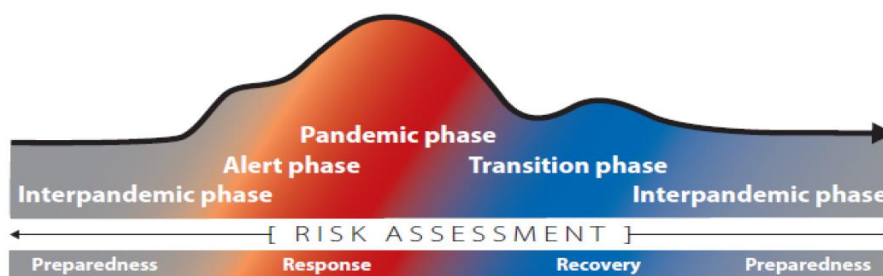 Pandemic phase
Alert phase Transition phase
Interpandemic phase Interpandemic phase
[ RISK ASSESSMENT ]
Preparedness Response Recovery Preparedness